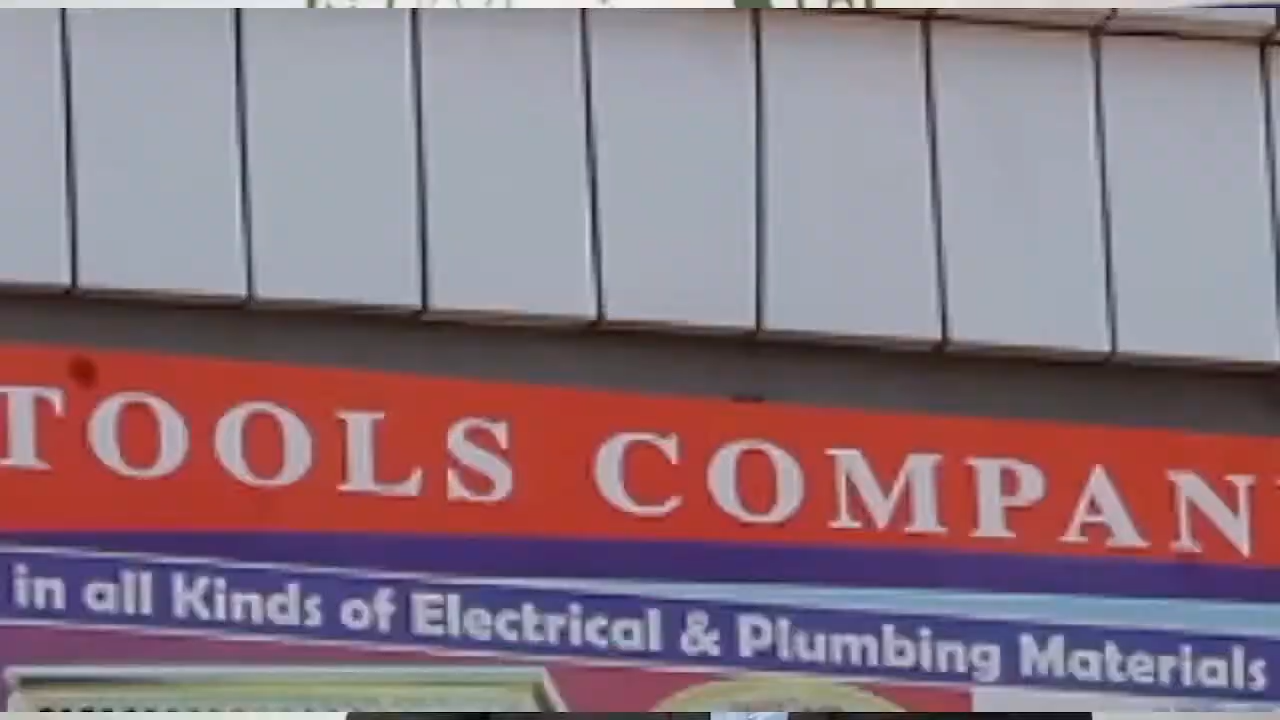 TOOLS COMPAN
in all Kinds of Electrical & Plumbing Materials